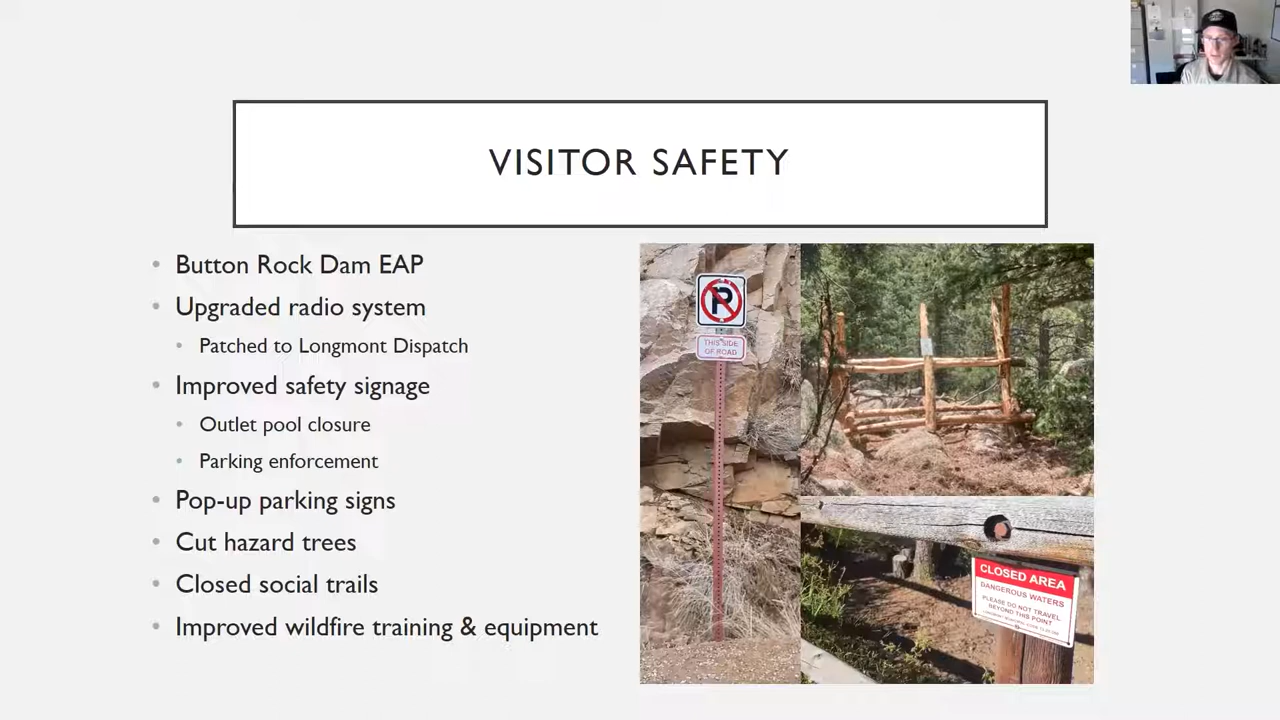 VISITOR SAFETY
• Button Rock Dam EAP
• Upgraded radio system
• Patched to Longmont Dispatch
• Improved safety signage
• Outlet pool closure
• Parking enforcement
• Pop-up parking signs
• Cut hazard trees
• Closed social trails
• Improved wildfire training & equipment
P
THIS SIDE
OF ROAD
CLOSED AREA
DANGEROUS WATERS
PLEASE DO NOT TRAVEL
BEYOND THIS POINT